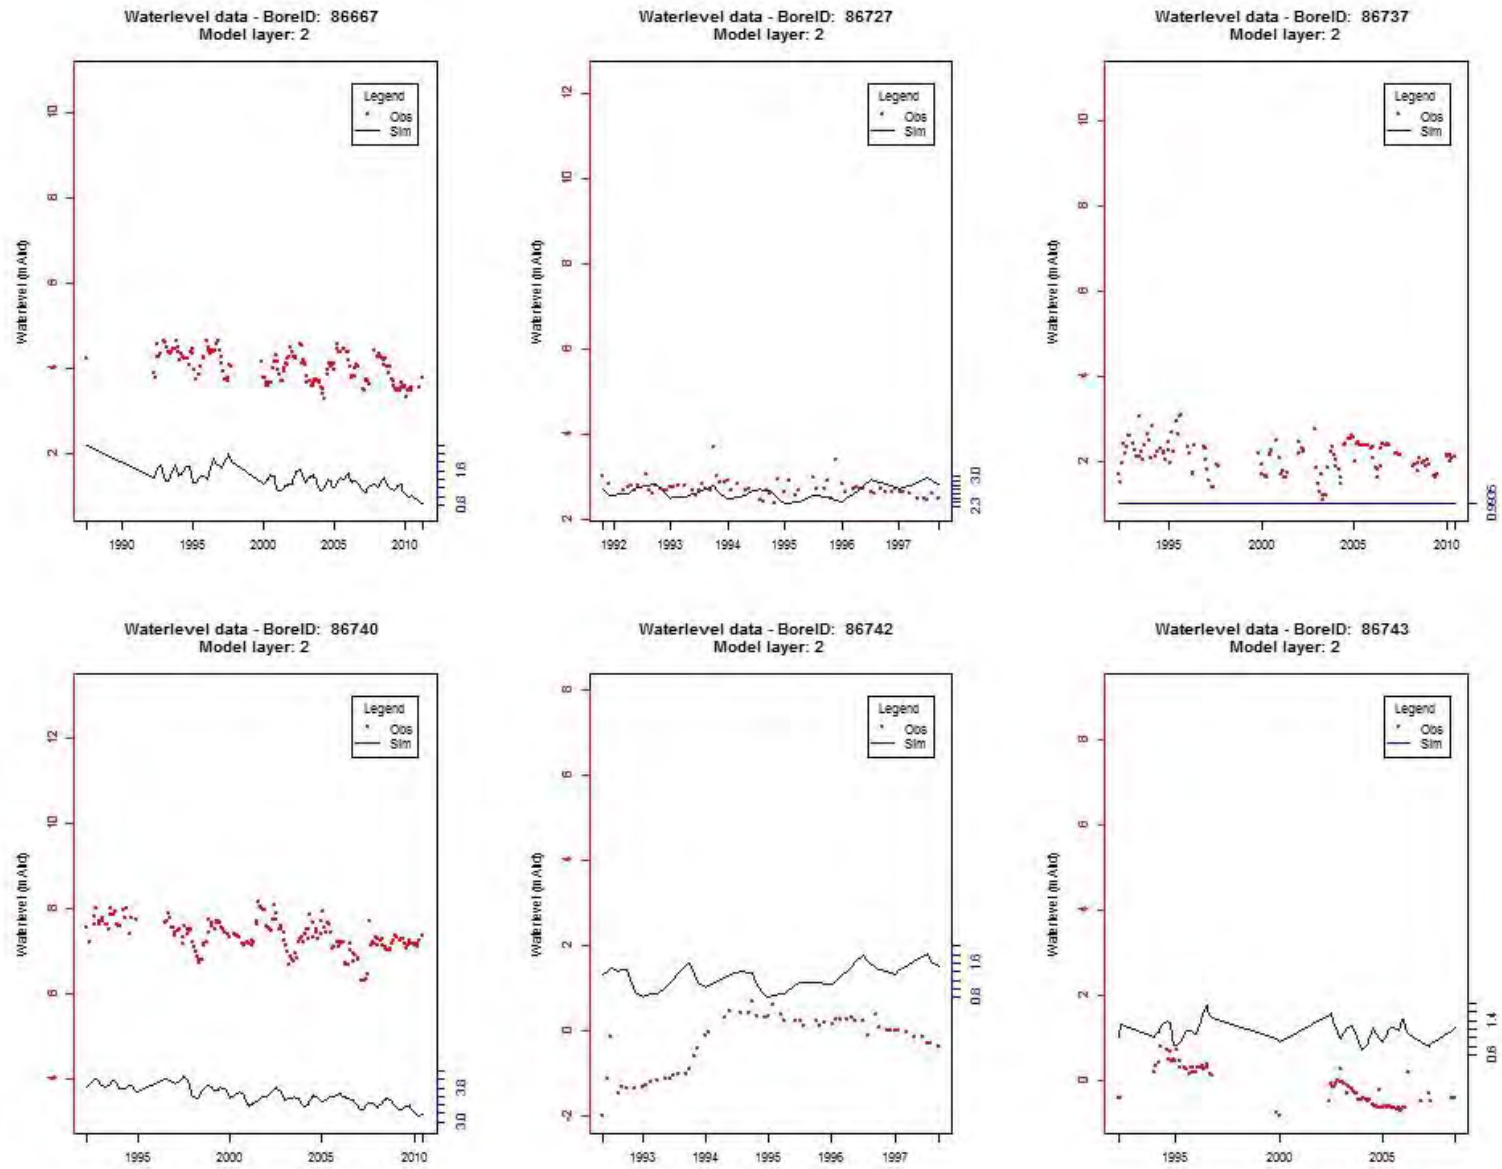 Waterlevel data - BoreID: 86667
Model layer: 2
Legend
Obs
Sim
Waterlevel (mAhd)
10
8
6
4
2
1.6
0.8
1990 1995 2000 2005 2010
Waterlevel data - BoreID: 86727
Model layer: 2
Legend
Obs
Sim
Waterlevel (mAhd)
12
10
8
6
4
2
3.0
2.3
1992 1993 1994 1995 1996 1997
Waterlevel data - BoreID: 86737
Model layer: 2
Legend
Obs
Sim
Waterlevel (mAhd)
10
8
6
4
2
0.9935
1995 2000 2005 2010
Waterlevel data - BoreID: 86740
Model layer: 2
Legend
Obs
Sim
Waterlevel (mAhd)
12
10
8
6
4
3.8
3.0
1995 2000 2005 2010
Waterlevel data - BoreID: 86742
Model layer: 2
Legend
Obs
Sim
Waterlevel (mAhd)
8
6
4
2
0
-2
1.6
0.8
1993 1994 1995 1996 1997
Waterlevel data - BoreID: 86743
Model layer: 2
Legend
Obs
Sim
Waterlevel (mAhd)
8
6
4
2
0
1.4
0.6
1995 2000 2005